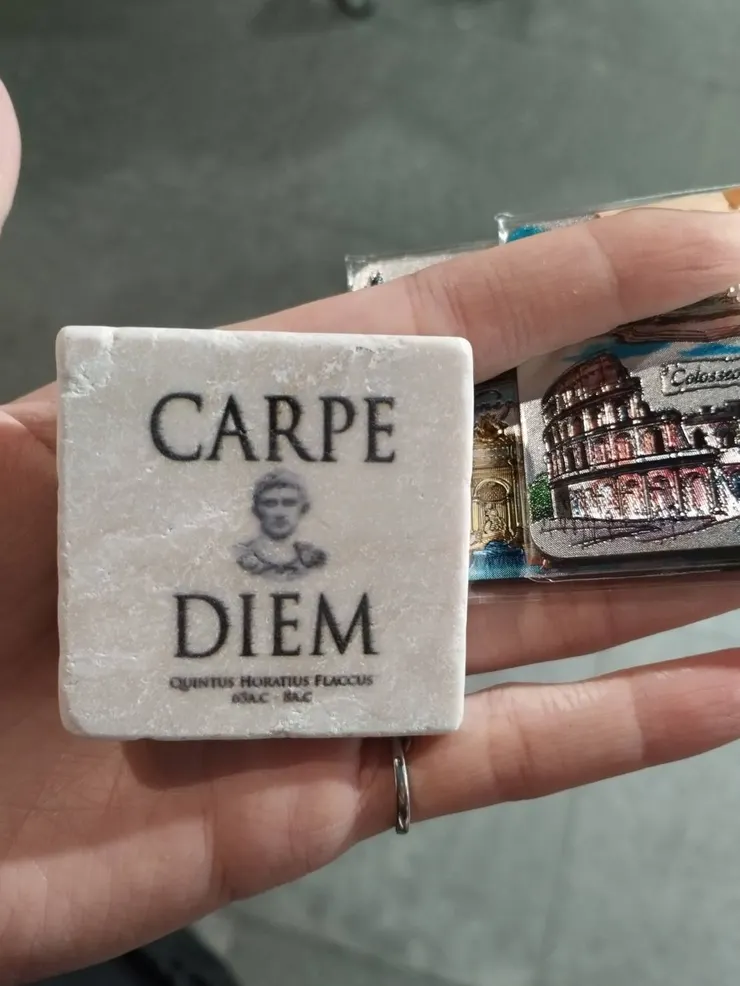 CARPE
DIEM
QUINTUS HORATIUS FLACCUS
65A.C - 8A.C
Colosseo